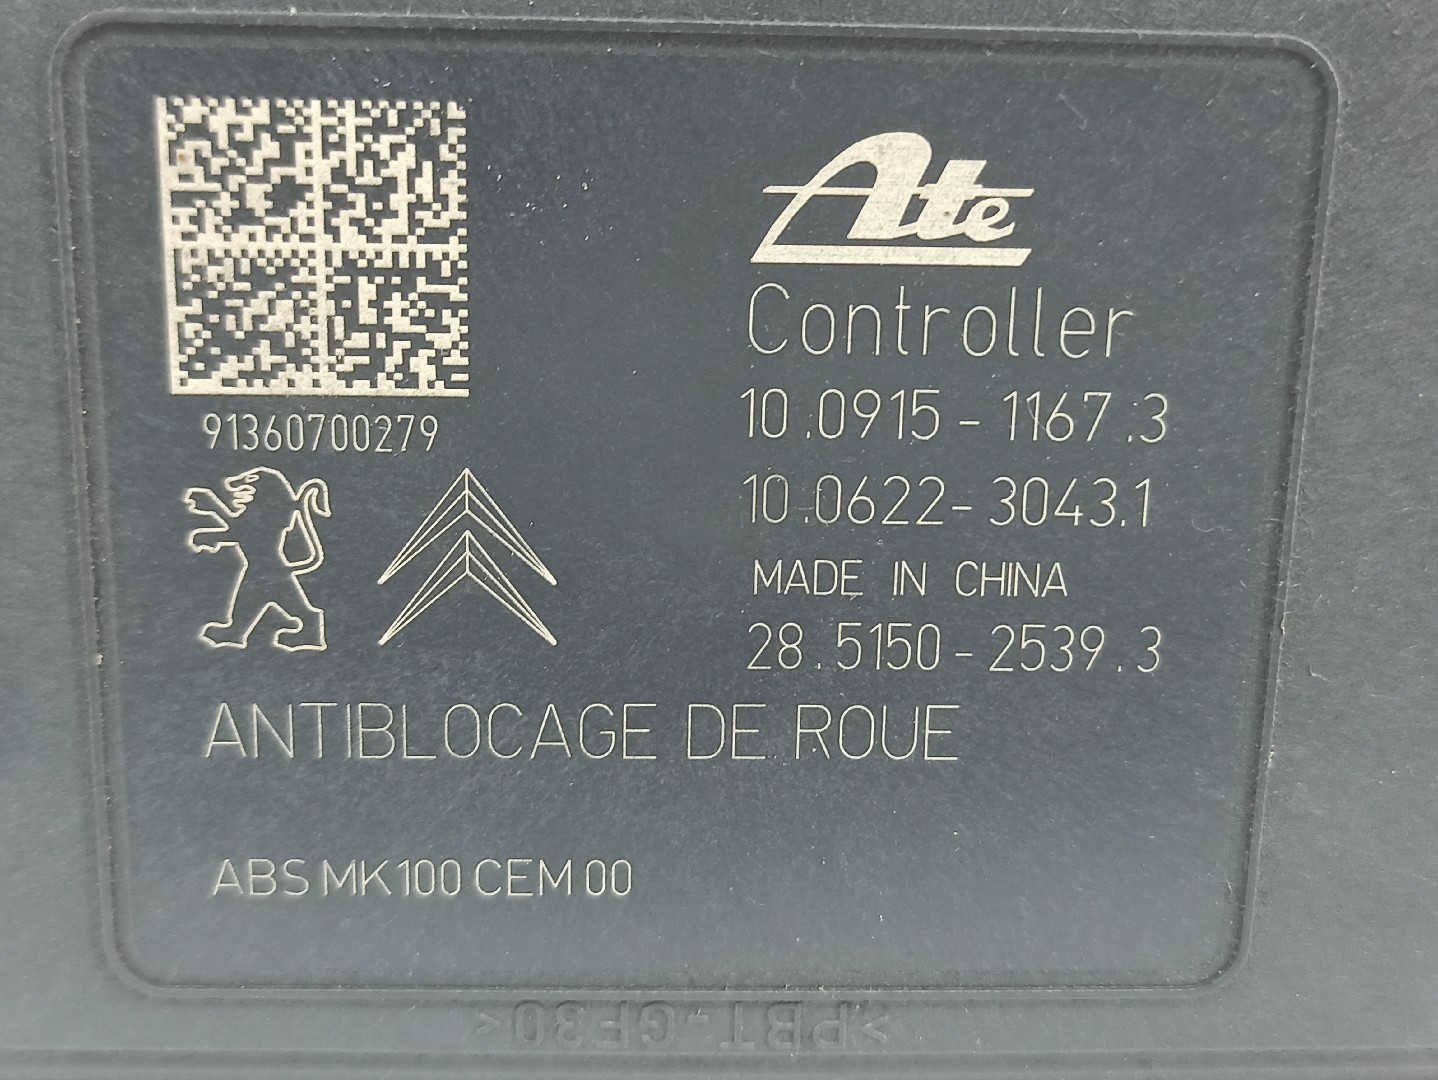 Ate
Controller
91360700279
10.0915-1167.3
10.0622-3043.1
MADE IN CHINA
28.5150-2539.3
ANTIBLOCAGE DE ROUE
ABS MK100 CEM 00
>PBT-GF30<